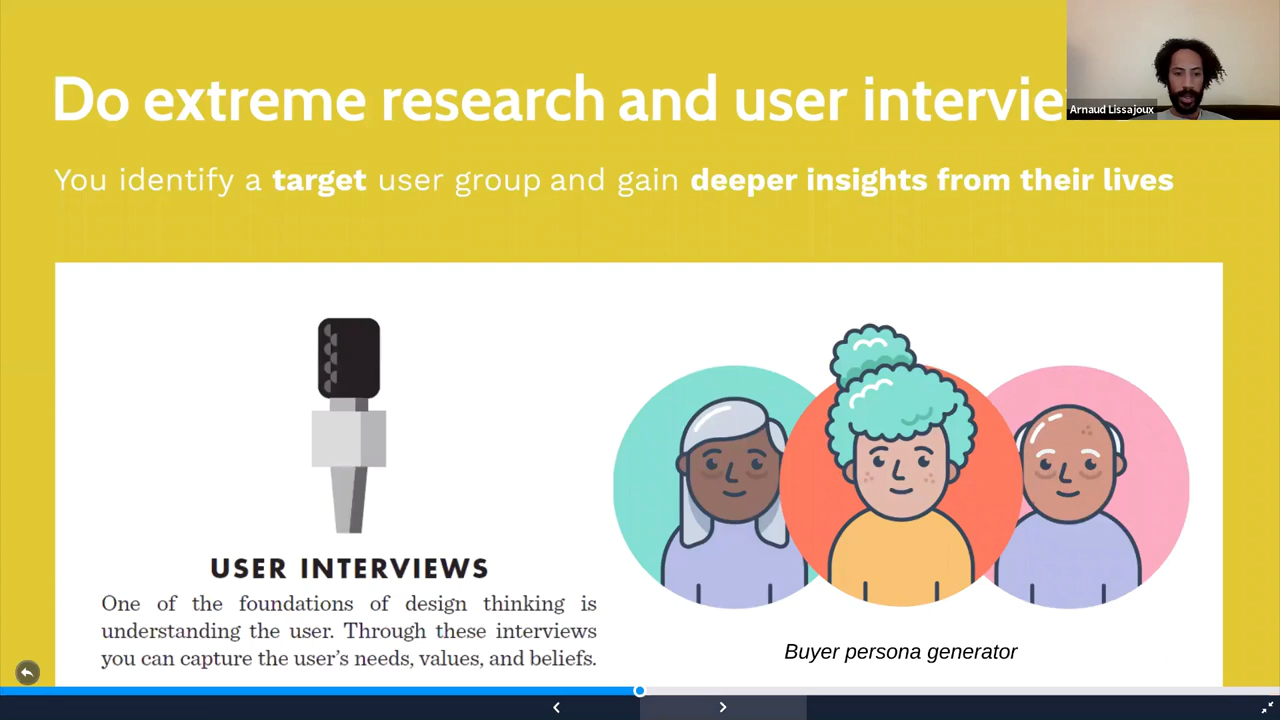 Do extreme research and user intervie
Arnaud Lissajoux
You identify a target user group and gain deeper insights from their lives
USER INTERVIEWS
One of the foundations of design thinking is
understanding the user. Through these interviews
you can capture the user's needs, values, and beliefs.
Buyer persona generator